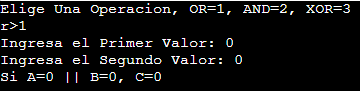 Elige Una Operacion, OR=1, AND=2, XOR=3
r>1
Ingresa el Primer Valor: 0
Ingresa el Segundo Valor: 0
Si A=0 || B=0, C=0